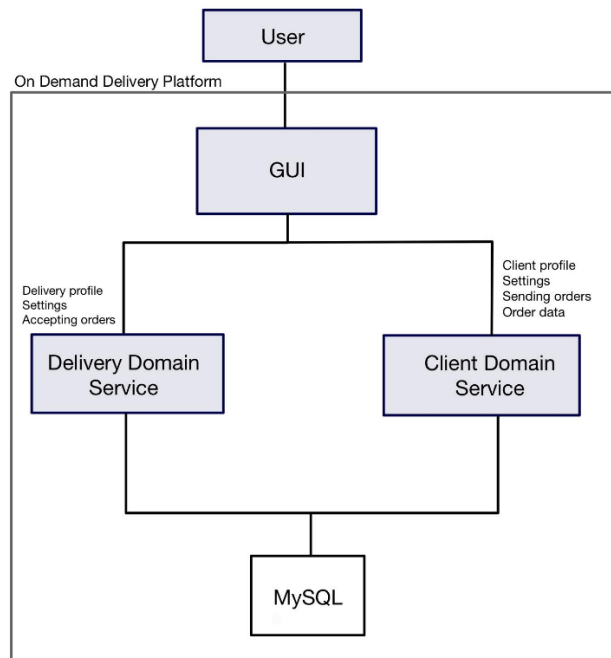 User
On Demand Delivery Platform
GUI
Delivery profile
Settings
Accepting orders
Client profile
Settings
Sending orders
Order data
Delivery Domain
Service
Client Domain
Service
MySQL